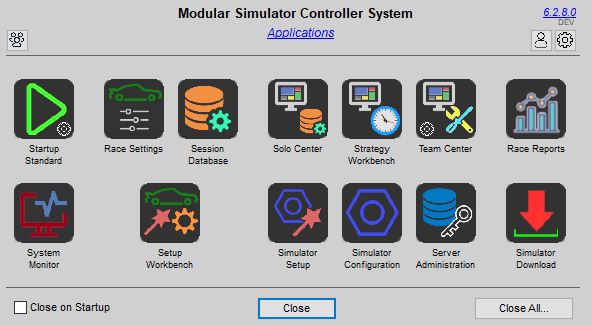 Modular Simulator Controller System
6.2.8.0
DEV
Applications
Startup
Standard
Race Settings
Session
Database
Solo Center
Strategy
Workbench
Team Center
Race Reports
System
Monitor
Setup
Workbench
Simulator
Setup
Simulator
Configuration
Server
Administration
Simulator
Download
Close on Startup
Close
Close All...